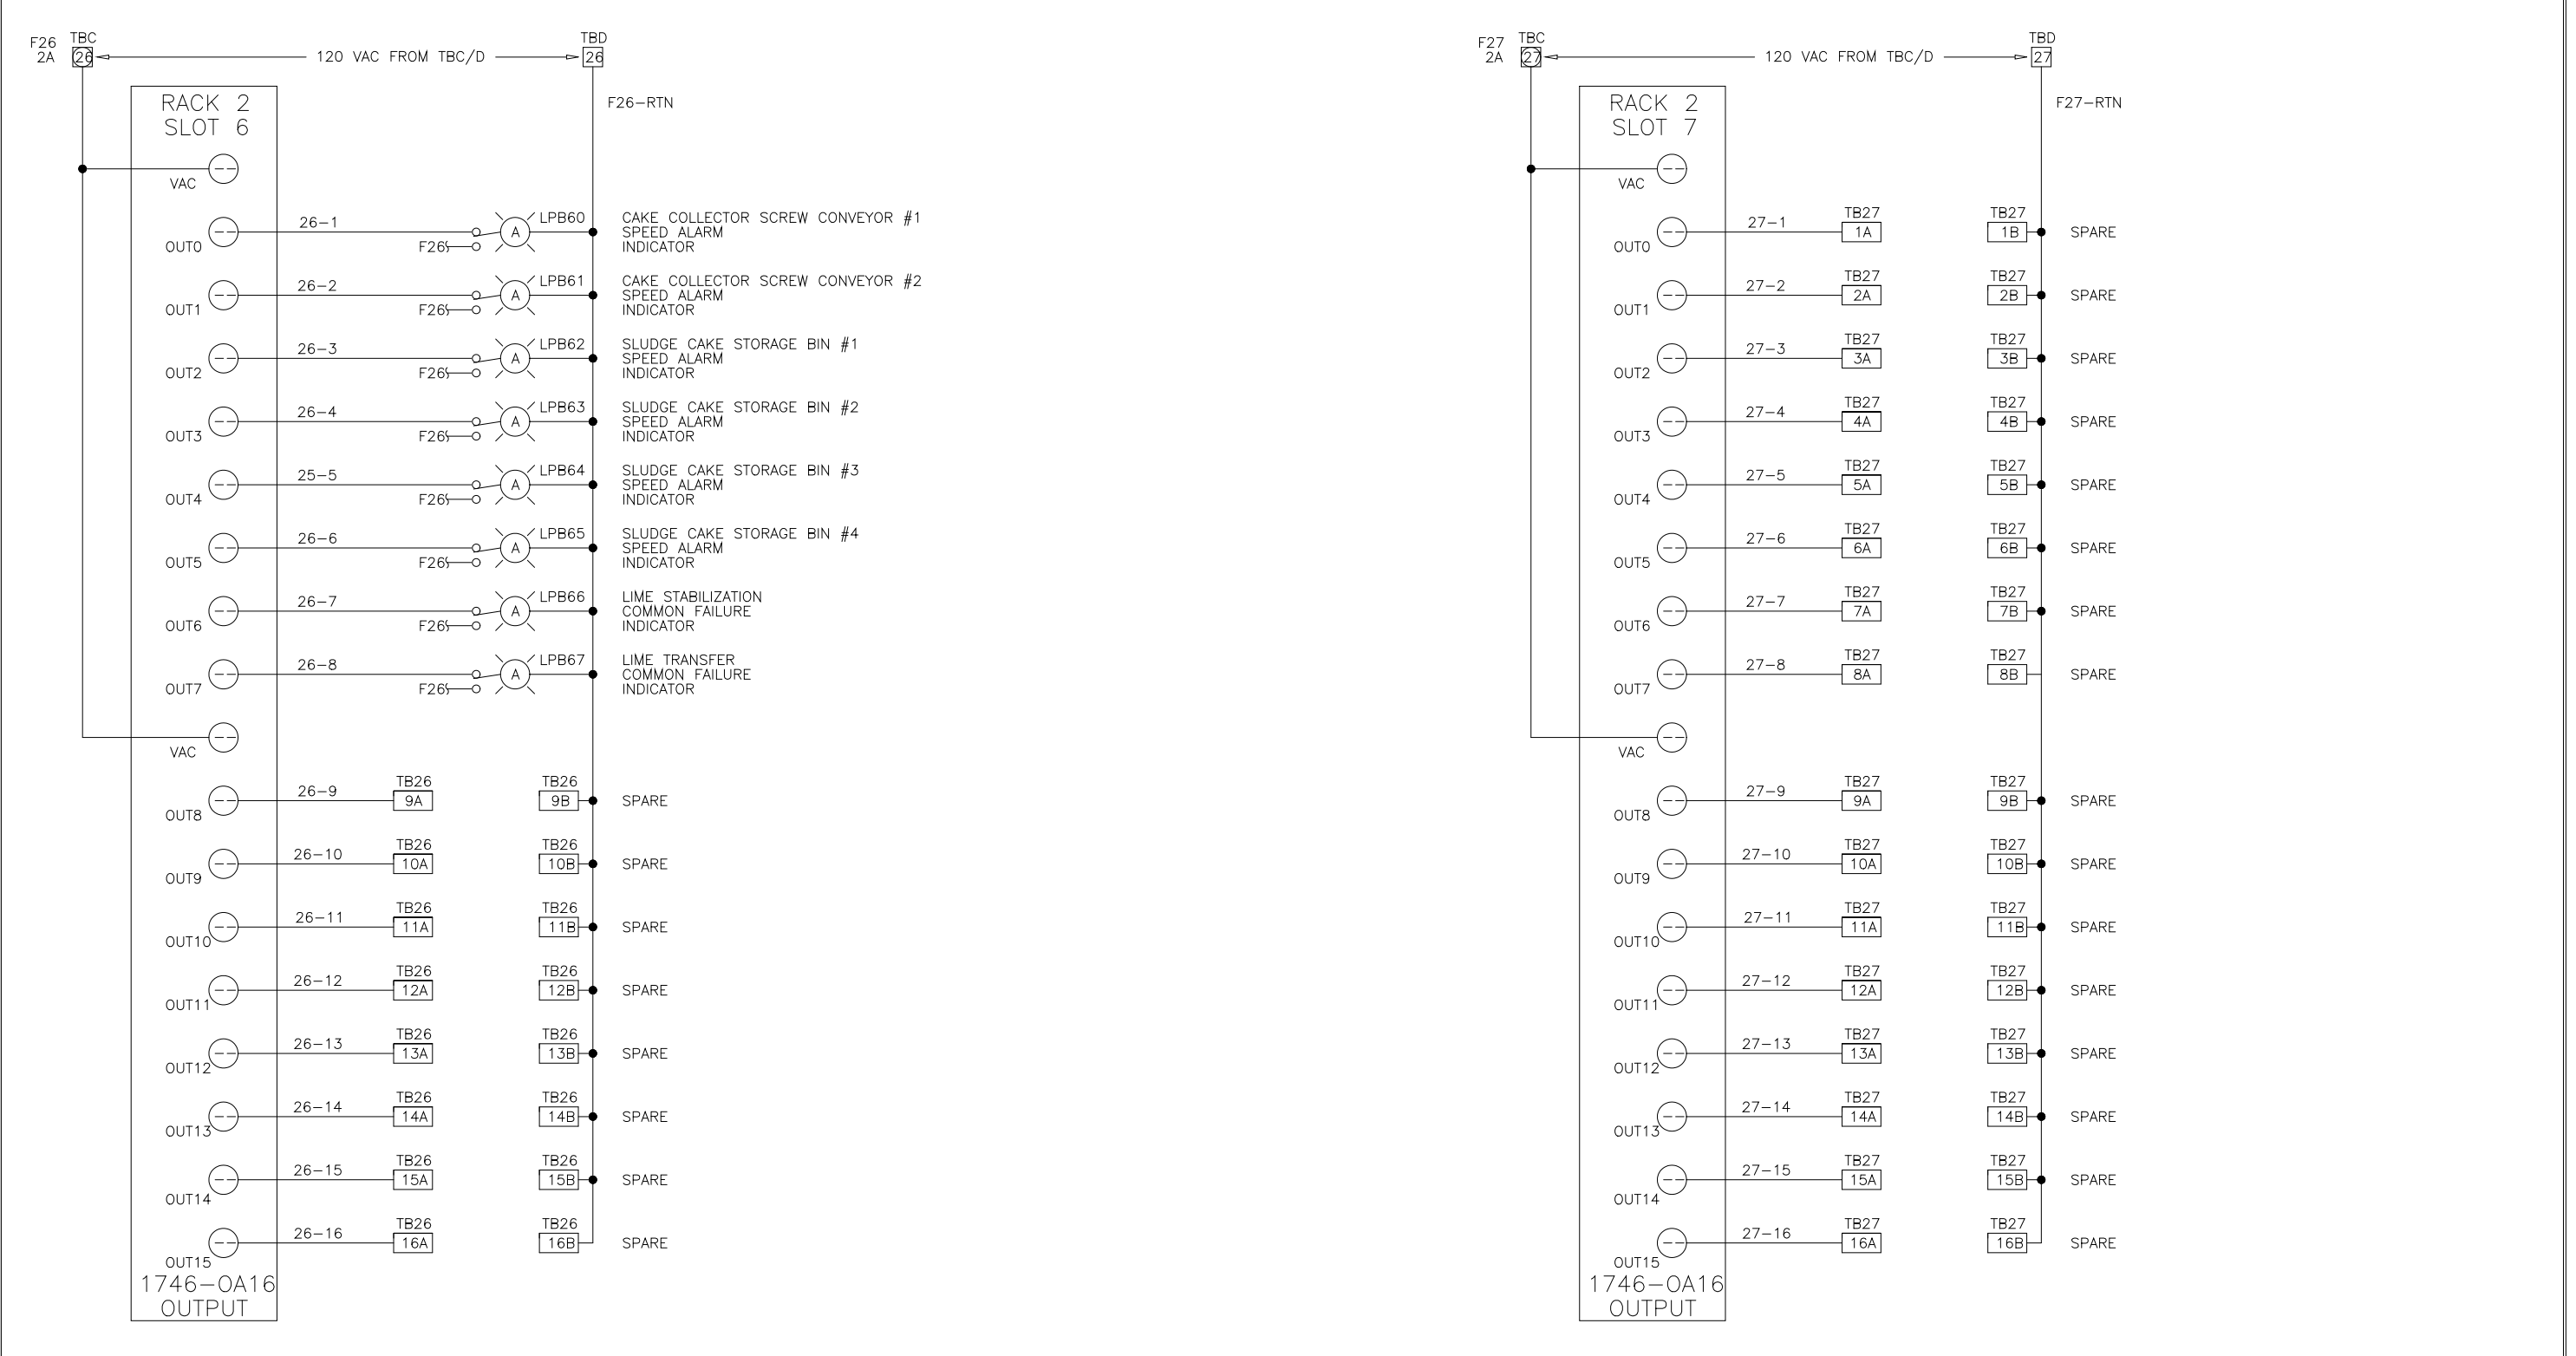 F26 TBC
2A 26
120 VAC FROM TBC/D
TBD
26
F26-RTN
RACK 2
SLOT 6
VAC
OUT0 26-1 F26 A LPB60 CAKE COLLECTOR SCREW CONVEYOR #1
SPEED ALARM
INDICATOR
OUT1 26-2 F26 A LPB61 CAKE COLLECTOR SCREW CONVEYOR #2
SPEED ALARM
INDICATOR
OUT2 26-3 F26 A LPB62 SLUDGE CAKE STORAGE BIN #1
SPEED ALARM
INDICATOR
OUT3 26-4 F26 A LPB63 SLUDGE CAKE STORAGE BIN #2
SPEED ALARM
INDICATOR
OUT4 25-5 F26 A LPB64 SLUDGE CAKE STORAGE BIN #3
SPEED ALARM
INDICATOR
OUT5 26-6 F26 A LPB65 SLUDGE CAKE STORAGE BIN #4
SPEED ALARM
INDICATOR
OUT6 26-7 F26 A LPB66 LIME STABILIZATION
COMMON FAILURE
INDICATOR
OUT7 26-8 F26 A LPB67 LIME TRANSFER
COMMON FAILURE
INDICATOR
VAC
OUT8 26-9 TB26 9A TB26 9B SPARE
OUT9 26-10 TB26 10A TB26 10B SPARE
OUT10 26-11 TB26 11A TB26 11B SPARE
OUT11 26-12 TB26 12A TB26 12B SPARE
OUT12 26-13 TB26 13A TB26 13B SPARE
OUT13 26-14 TB26 14A TB26 14B SPARE
OUT14 26-15 TB26 15A TB26 15B SPARE
OUT15 26-16 TB26 16A TB26 16B SPARE
1746-OA16
OUTPUT
F27 TBC
2A 27
120 VAC FROM TBC/D
TBD
27
F27-RTN
RACK 2
SLOT 7
VAC
OUT0 27-1 TB27 1A TB27 1B SPARE
OUT1 27-2 TB27 2A TB27 2B SPARE
OUT2 27-3 TB27 3A TB27 3B SPARE
OUT3 27-4 TB27 4A TB27 4B SPARE
OUT4 27-5 TB27 5A TB27 5B SPARE
OUT5 27-6 TB27 6A TB27 6B SPARE
OUT6 27-7 TB27 7A TB27 7B SPARE
OUT7 27-8 TB27 8A TB27 8B SPARE
VAC
OUT8 27-9 TB27 9A TB27 9B SPARE
OUT9 27-10 TB27 10A TB27 10B SPARE
OUT10 27-11 TB27 11A TB27 11B SPARE
OUT11 27-12 TB27 12A TB27 12B SPARE
OUT12 27-13 TB27 13A TB27 13B SPARE
OUT13 27-14 TB27 14A TB27 14B SPARE
OUT14 27-15 TB27 15A TB27 15B SPARE
OUT15 27-16 TB27 16A TB27 16B SPARE
1746-OA16
OUTPUT